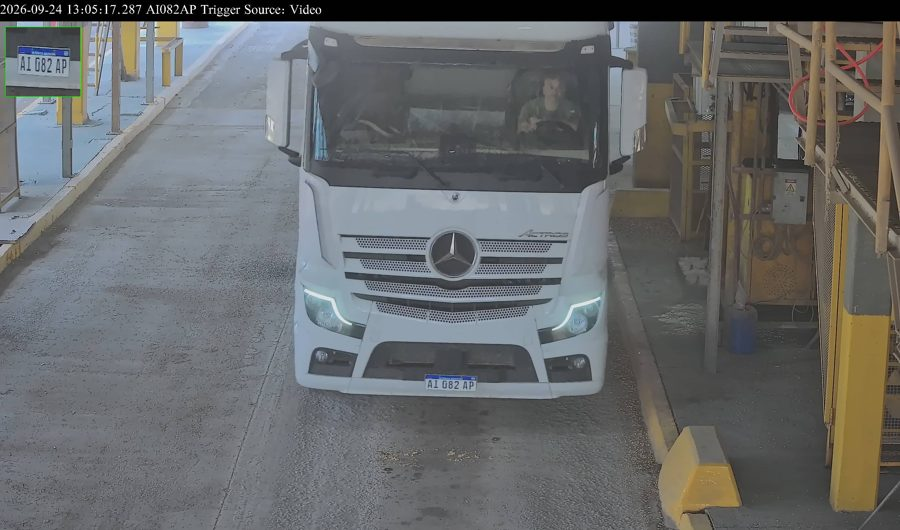 2026-09-24 13:05:17.287 AI082AP Trigger Source: Video
AI 082 AP
ACTROS
AI 082 AP